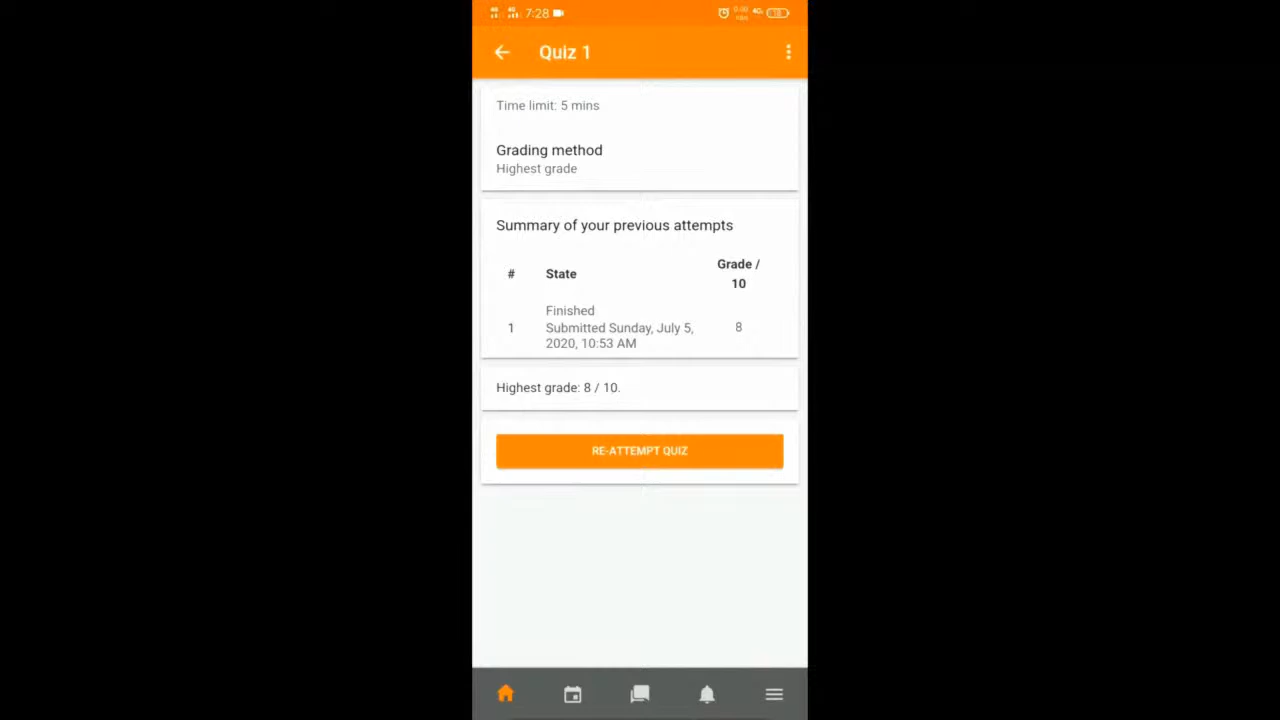 7:28
Quiz 1
Time limit: 5 mins
Grading method
Highest grade
Summary of your previous attempts
# State Grade / 10
1 Finished Submitted Sunday, July 5, 2020, 10:53 AM 8
Highest grade: 8 / 10.
RE-ATTEMPT QUIZ